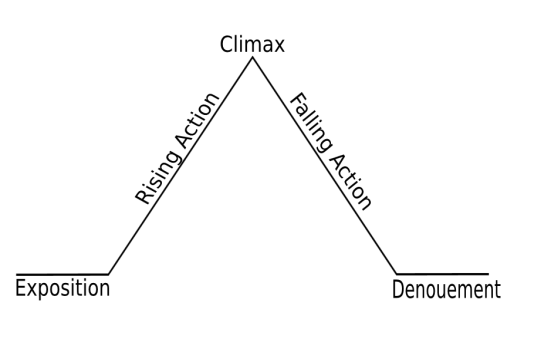 Climax
Rising Action
Falling Action
Exposition
Denouement